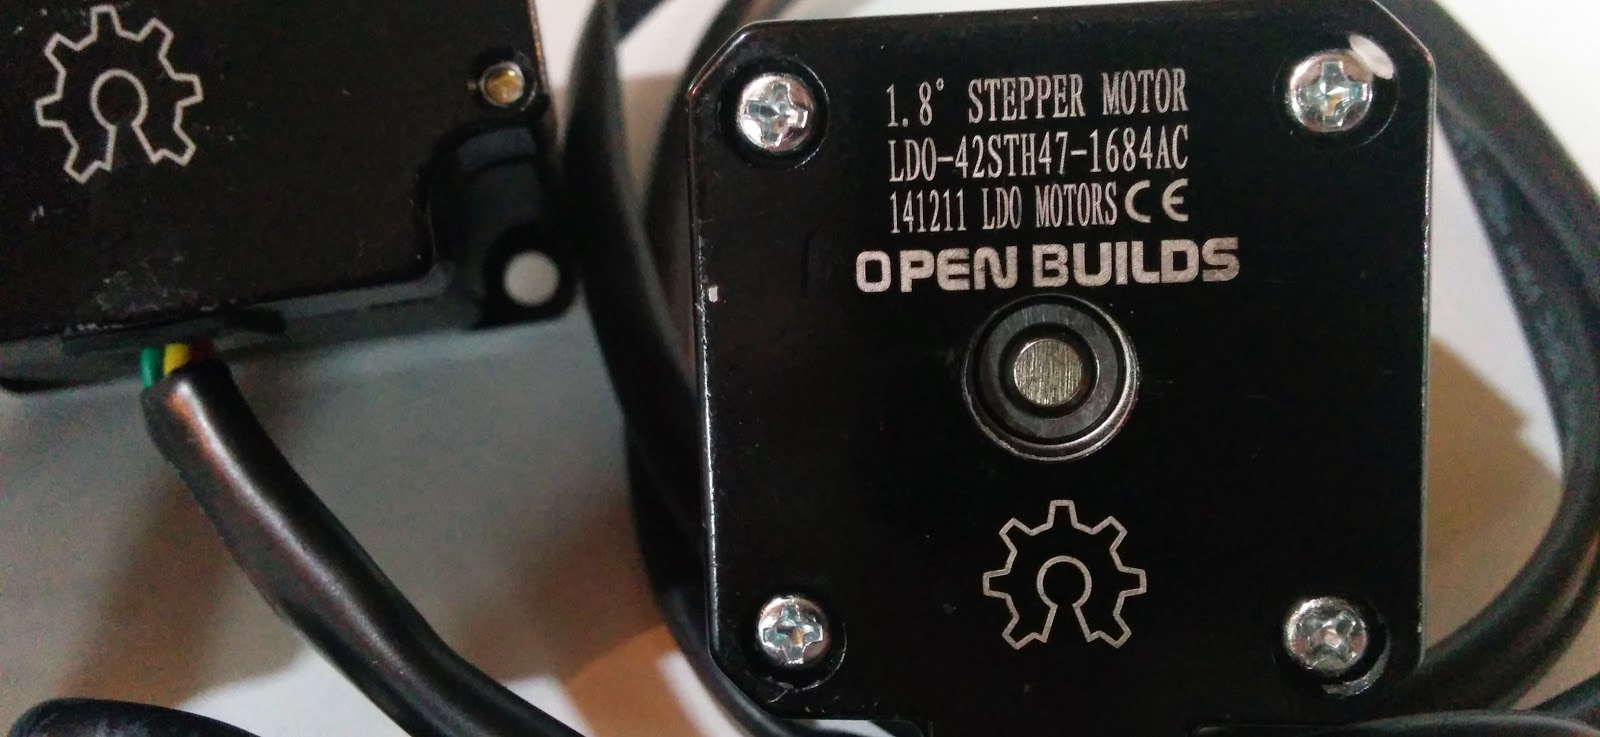 1.8° STEPPER MOTOR
LDO-42STH47-1684AC
141211 LDO MOTORS CE
OPEN BUILDS